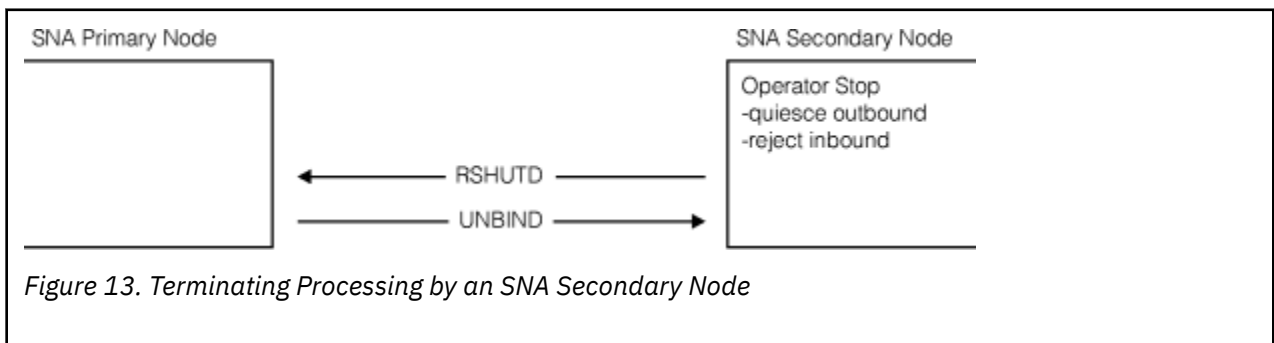 SNA Primary Node
SNA Secondary Node
Operator Stop
-quiesce outbound
-reject inbound
RSHUTD
UNBIND
Figure 13. Terminating Processing by an SNA Secondary Node